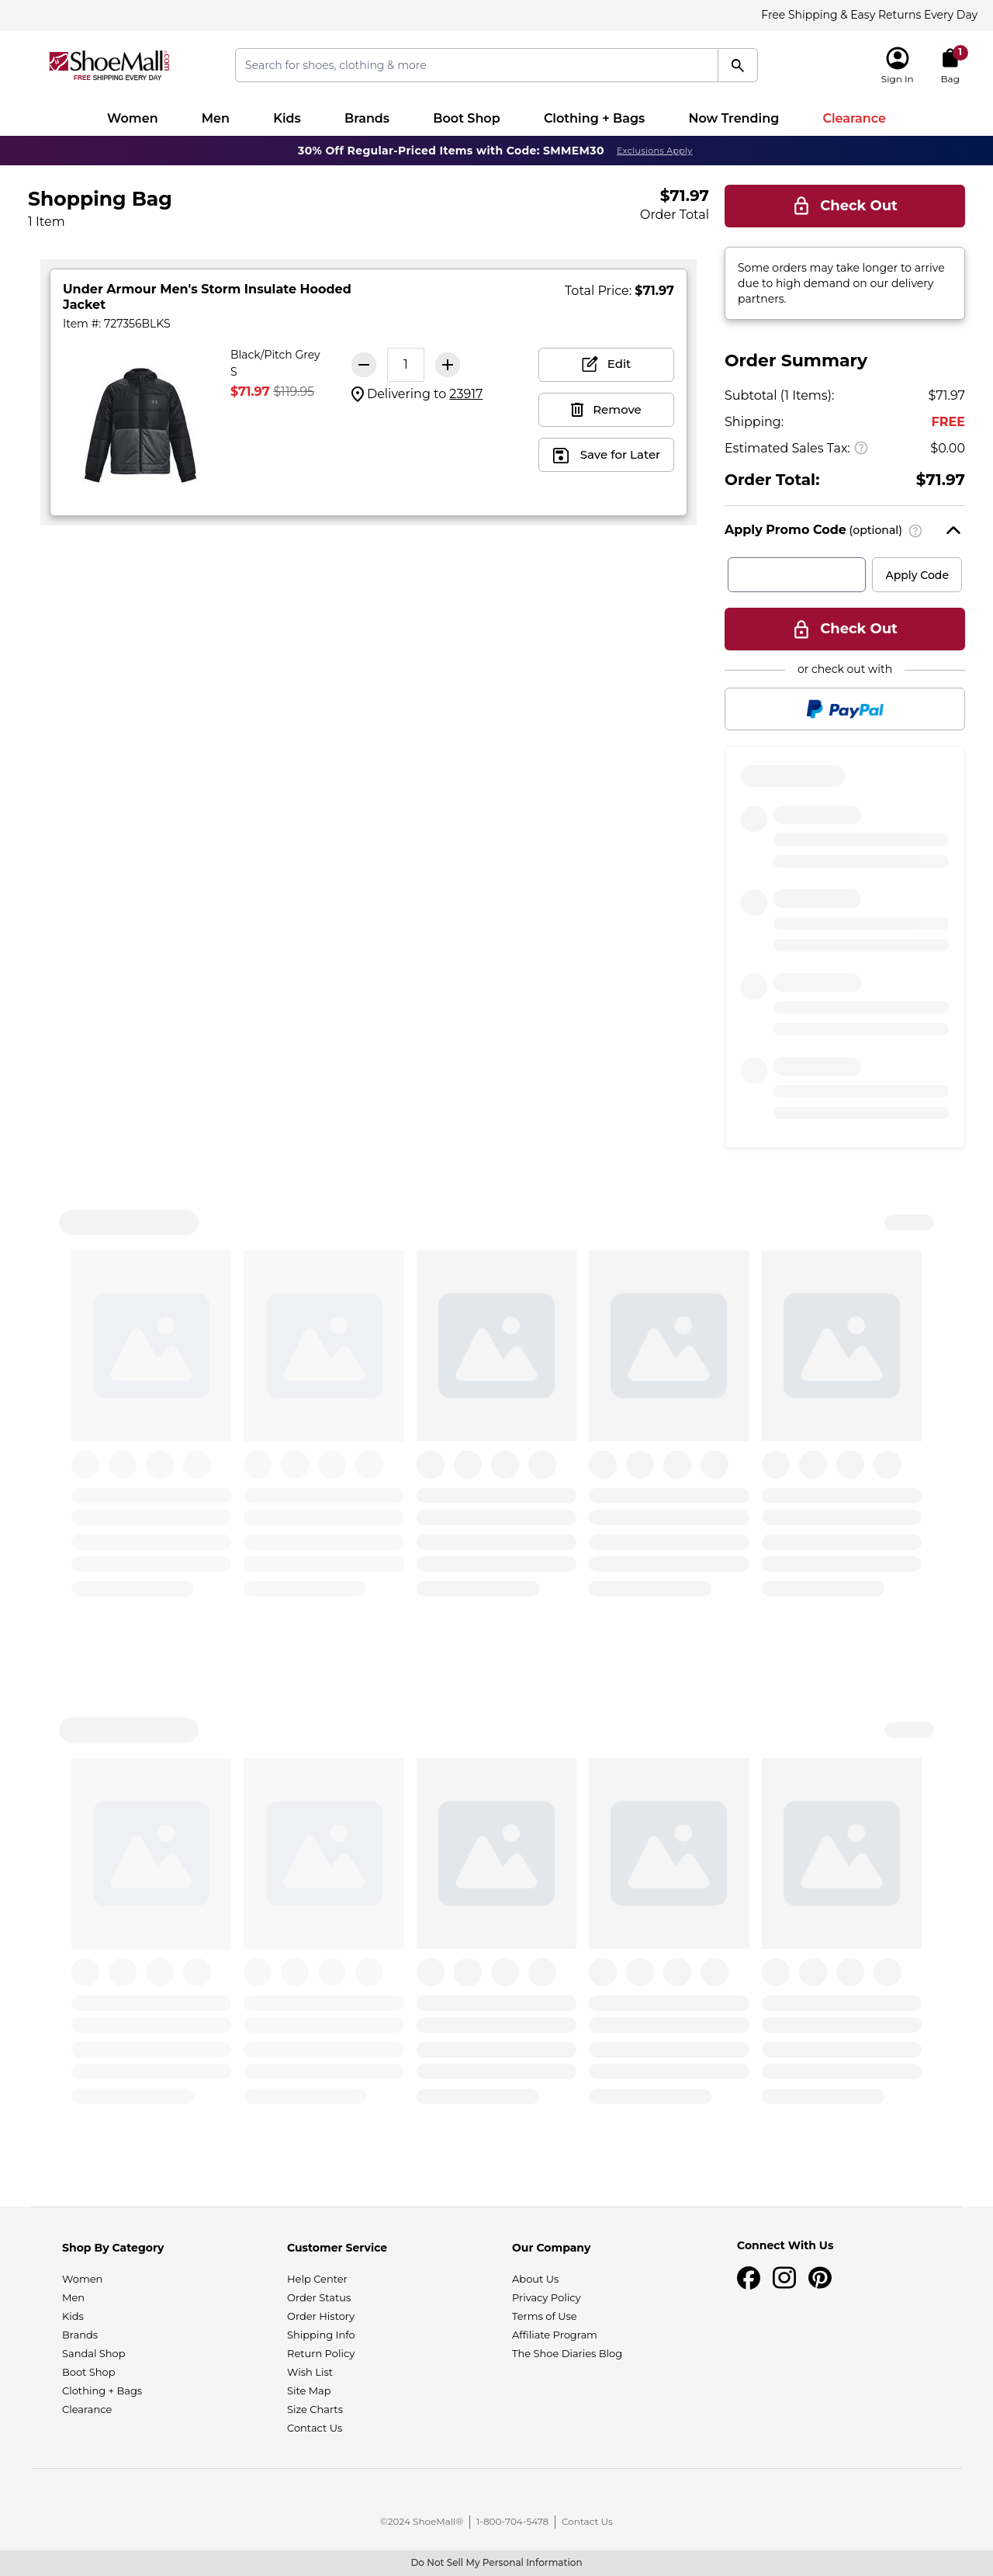 Free Shipping & Easy Returns Every Day
ShoeMall.com
FREE SHIPPING EVERY DAY
Search for shoes, clothing & more
Sign In
1
Bag
Women Men Kids Brands Boot Shop Clothing + Bags Now Trending Clearance
30% Off Regular-Priced Items with Code: SMMEM30 Exclusions Apply
Shopping Bag
1 Item
$71.97
Order Total
Check Out
Some orders may take longer to arrive
due to high demand on our delivery
partners.
Under Armour Men's Storm Insulate Hooded
Jacket
Item #: 727356BLKS
Total Price: $71.97
Black/Pitch Grey
S
$71.97 $119.95
1
Delivering to 23917
Edit
Remove
Save for Later
Order Summary
Subtotal (1 Items): $71.97
Shipping: FREE
Estimated Sales Tax: ? $0.00
Order Total: $71.97
Apply Promo Code (optional) ?
Apply Code
Check Out
or check out with
PayPal
Shop By Category
Women
Men
Kids
Brands
Sandal Shop
Boot Shop
Clothing + Bags
Clearance
Customer Service
Help Center
Order Status
Order History
Shipping Info
Return Policy
Wish List
Site Map
Size Charts
Contact Us
Our Company
About Us
Privacy Policy
Terms of Use
Affiliate Program
The Shoe Diaries Blog
Connect With Us
©2024 ShoeMall® 1-800-704-5478 Contact Us
Do Not Sell My Personal Information